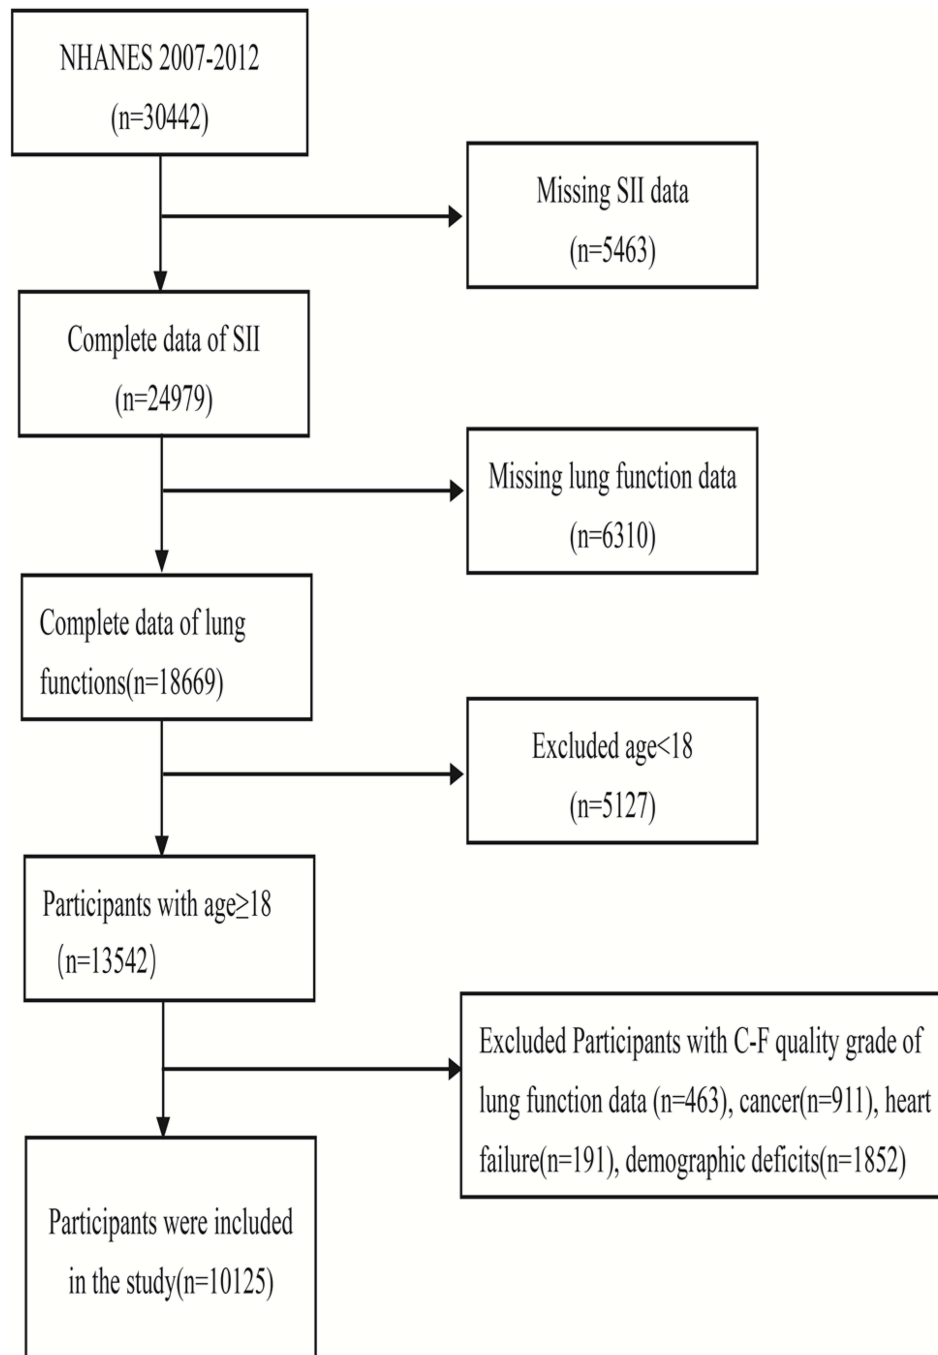 NHANES 2007-2012
(n=30442)
Missing SII data
(n=5463)
Complete data of SII
(n=24979)
Missing lung function data
(n=6310)
Complete data of lung
functions(n=18669)
Excluded age<18
(n=5127)
Participants with age≥18
(n=13542)
Excluded Participants with C-F quality grade of
lung function data (n=463), cancer(n=911), heart
failure(n=191), demographic deficits(n=1852)
Participants were included
in the study(n=10125)